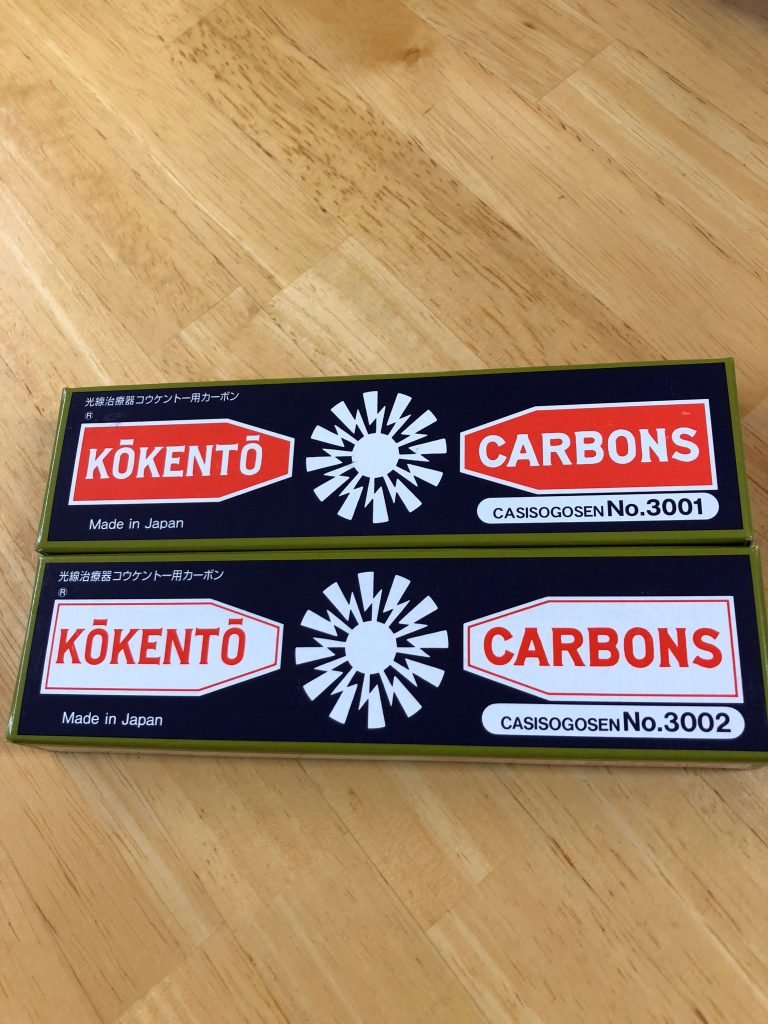 光線治療器コウケントー用カーボン
®
KŌKENTŌ CARBONS
CASISOGOSEN No.3001
Made in Japan
光線治療器コウケントー用カーボン
®
KŌKENTŌ CARBONS
CASISOGOSEN No.3002
Made in Japan